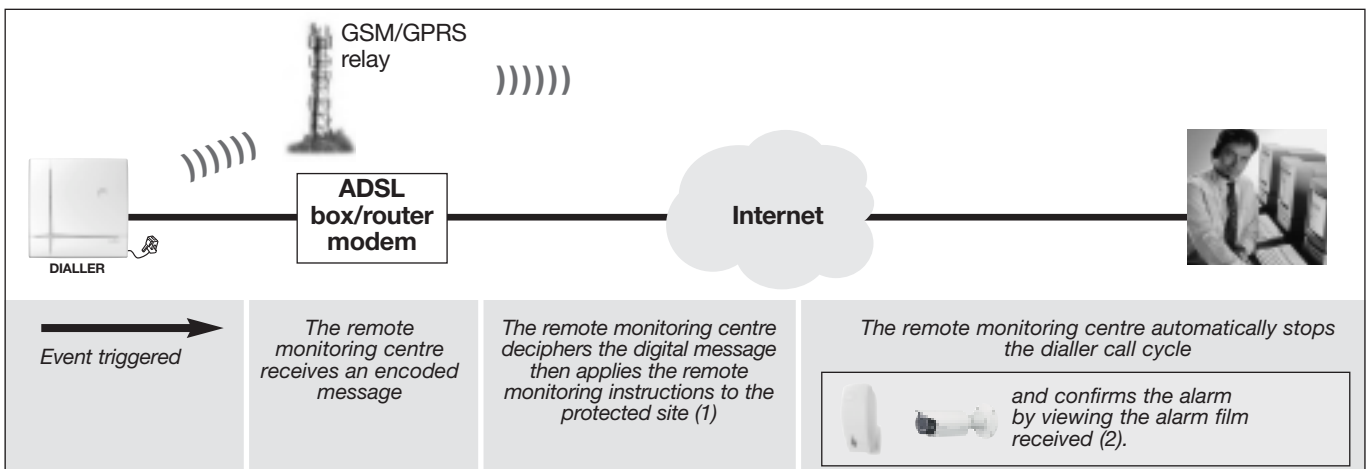 GSM/GPRS
relay
ADSL
box/router
modem
Internet
DIALLER
Event triggered
The remote
monitoring centre
receives an encoded
message
The remote monitoring centre
deciphers the digital message
then applies the remote
monitoring instructions to the
protected site (1)
The remote monitoring centre automatically stops
the dialler call cycle
and confirms the alarm
by viewing the alarm film
received (2).